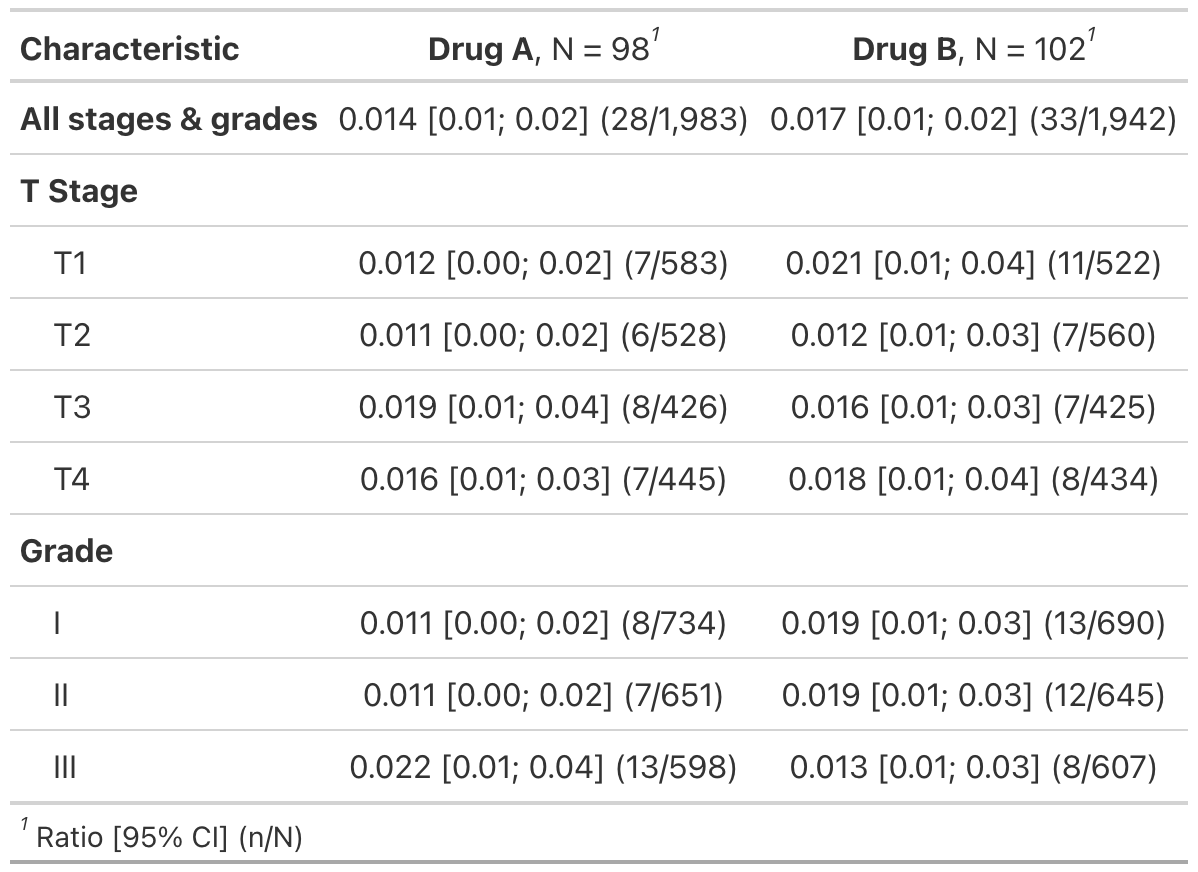 Characteristic Drug A, N = 98¹ Drug B, N = 102¹
All stages & grades 0.014 [0.01; 0.02] (28/1,983) 0.017 [0.01; 0.02] (33/1,942)
T Stage
T1 0.012 [0.00; 0.02] (7/583) 0.021 [0.01; 0.04] (11/522)
T2 0.011 [0.00; 0.02] (6/528) 0.012 [0.01; 0.03] (7/560)
T3 0.019 [0.01; 0.04] (8/426) 0.016 [0.01; 0.03] (7/425)
T4 0.016 [0.01; 0.03] (7/445) 0.018 [0.01; 0.04] (8/434)
Grade
I 0.011 [0.00; 0.02] (8/734) 0.019 [0.01; 0.03] (13/690)
II 0.011 [0.00; 0.02] (7/651) 0.019 [0.01; 0.03] (12/645)
III 0.022 [0.01; 0.04] (13/598) 0.013 [0.01; 0.03] (8/607)
¹ Ratio [95% CI] (n/N)